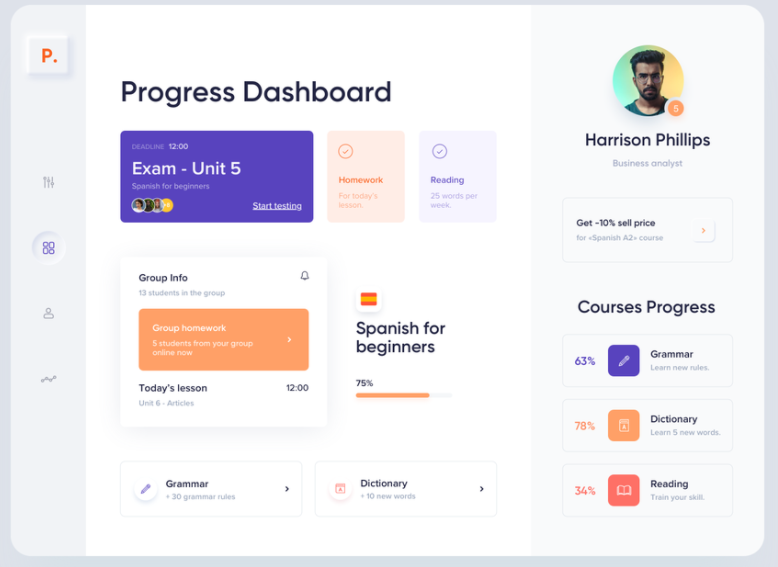 P.
Progress Dashboard
DEADLINE 12:00
Exam - Unit 5
Spanish for beginners
Start testing
Homework
For today's
lesson.
Reading
25 words per
week.
Group Info
13 students in the group
Group homework
5 students from your group
online now
Today's lesson 12:00
Unit 6 - Articles
Spanish for
beginners
75%
Grammar
+ 30 grammar rules
Dictionary
+ 10 new words
5
Harrison Phillips
Business analyst
Get -10% sell price
for «Spanish A2» course
Courses Progress
63%
Grammar
Learn new rules.
78%
Dictionary
Learn 5 new words.
34%
Reading
Train your skill.